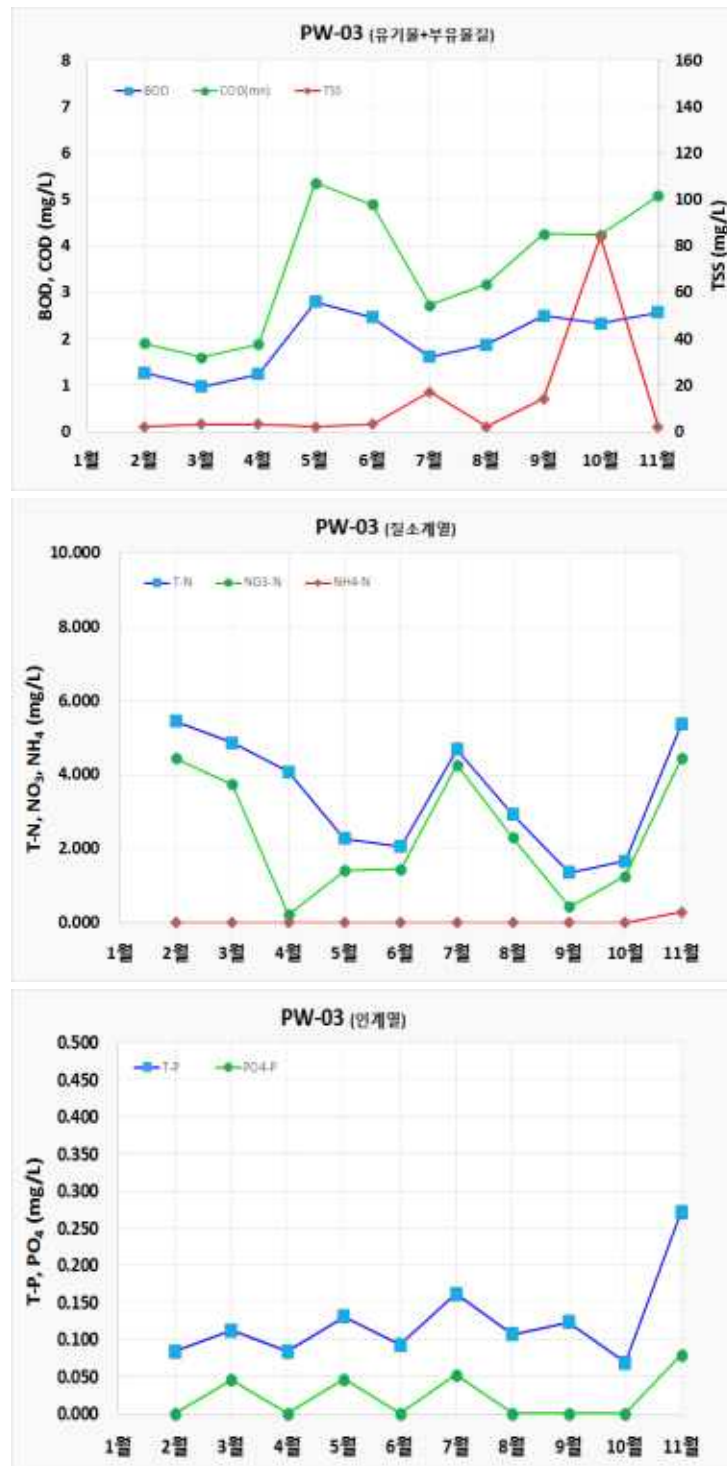 PW-03 (유기물+부유물질)
BOD COD(mn) TSS
8
7
6
5
4
3
2
1
0
BOD, COD (mg/L)
160
140
120
100
80
60
40
20
0
TSS (mg/L)
1월 2월 3월 4월 5월 6월 7월 8월 9월 10월 11월
PW-03 (질소계열)
T-N NO3-N NH4-N
10.000
8.000
6.000
4.000
2.000
0.000
T-N, NO₃, NH₄ (mg/L)
1월 2월 3월 4월 5월 6월 7월 8월 9월 10월 11월
PW-03 (인계열)
T-P PO4-P
0.500
0.450
0.400
0.350
0.300
0.250
0.200
0.150
0.100
0.050
0.000
T-P, PO₄ (mg/L)
1월 2월 3월 4월 5월 6월 7월 8월 9월 10월 11월